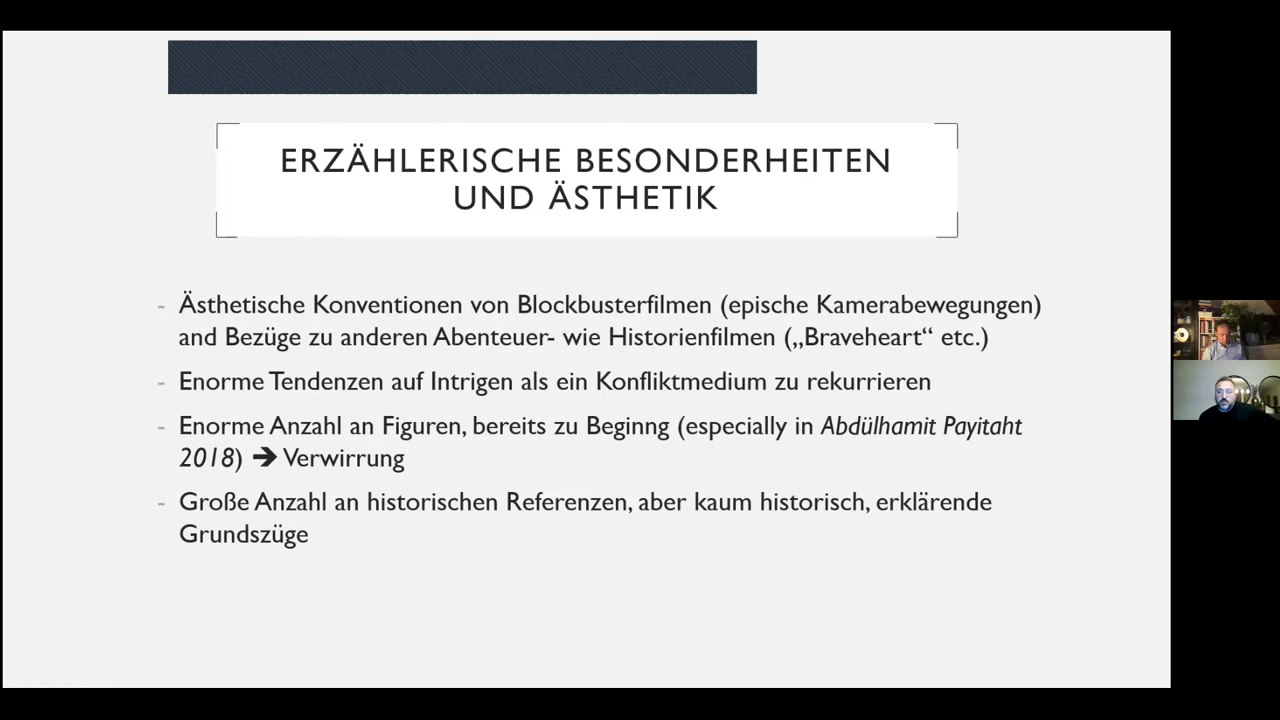 ERZÄHLERISCHE BESONDERHEITEN
UND ÄSTHETIK
- Ästhetische Konventionen von Blockbusterfilmen (epische Kamerabewegungen)
and Bezüge zu anderen Abenteuer- wie Historienfilmen („Braveheart“ etc.)
- Enorme Tendenzen auf Intrigen als ein Konfliktmedium zu rekurrieren
- Enorme Anzahl an Figuren, bereits zu Beginng (especially in Abdülhamit Payitaht
2018) ➔ Verwirrung
- Große Anzahl an historischen Referenzen, aber kaum historisch, erklärende
Grundszüge